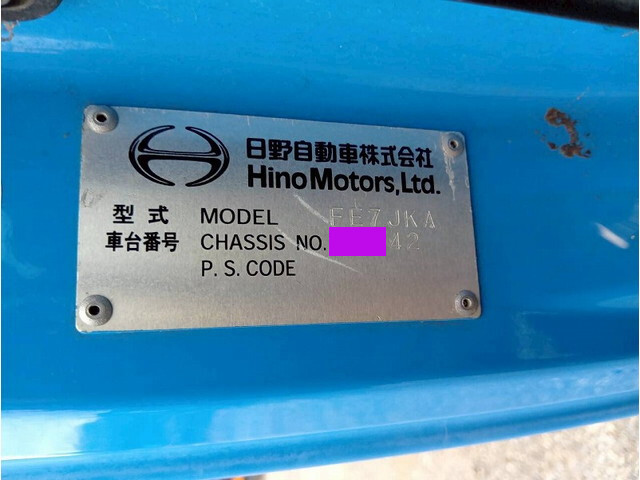 日野自動車株式会社
Hino Motors, Ltd.
型式 MODEL FE7JKA
車台番号 CHASSIS NO. 42
P.S. CODE